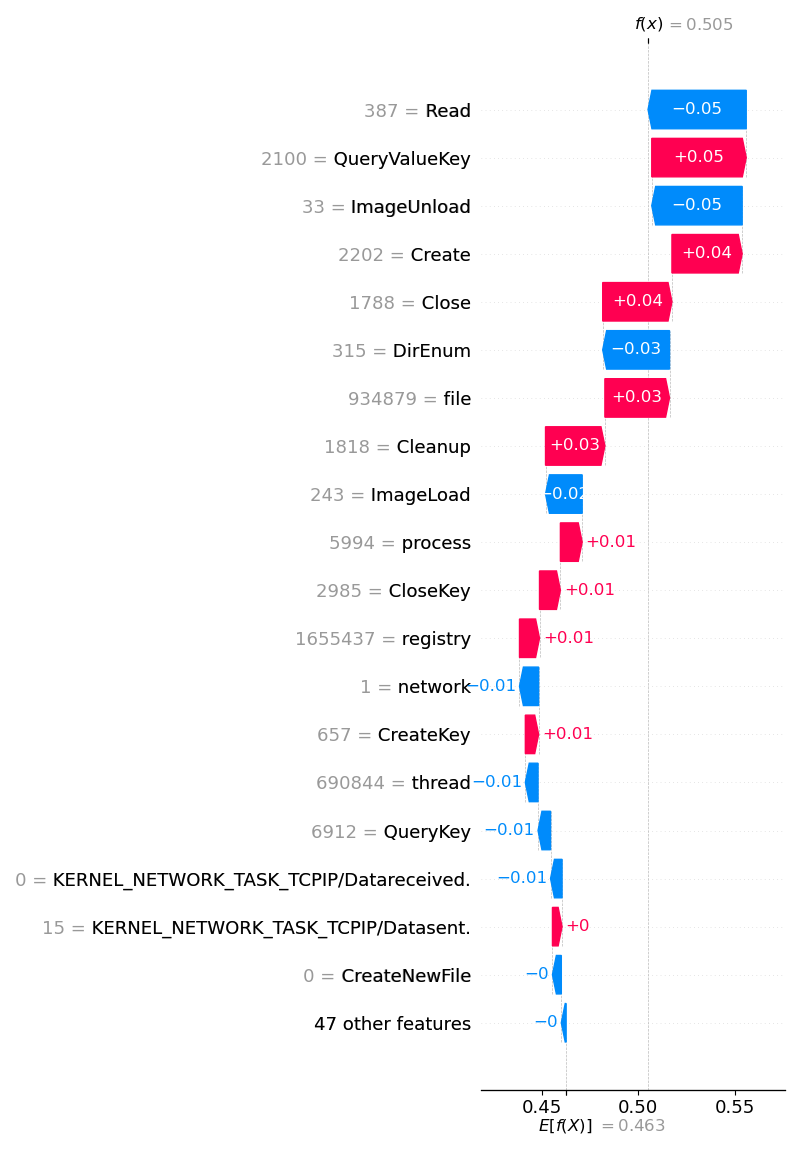 f(x) = 0.505
387 = Read −0.05
2100 = QueryValueKey +0.05
33 = ImageUnload −0.05
2202 = Create +0.04
1788 = Close +0.04
315 = DirEnum −0.03
934879 = file +0.03
1818 = Cleanup +0.03
243 = ImageLoad −0.02
5994 = process +0.01
2985 = CloseKey +0.01
1655437 = registry +0.01
1 = network −0.01
657 = CreateKey +0.01
690844 = thread −0.01
6912 = QueryKey −0.01
0 = KERNEL_NETWORK_TASK_TCPIP/Datareceived. −0.01
15 = KERNEL_NETWORK_TASK_TCPIP/Datasent. +0
0 = CreateNewFile −0
47 other features −0
0.45 0.50 0.55
E[f(X)] = 0.463